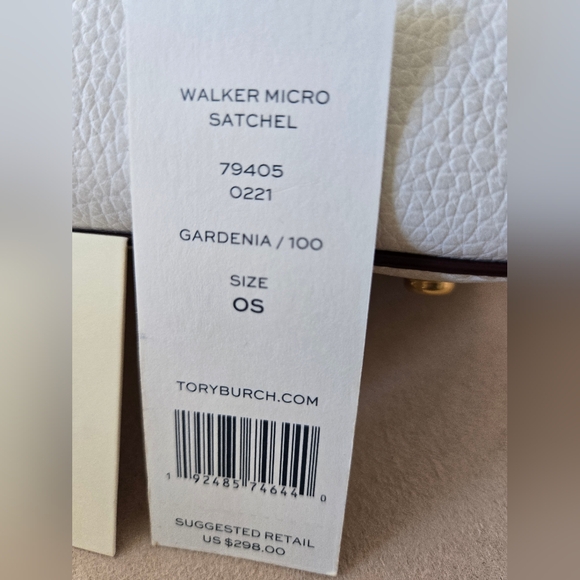 WALKER MICRO
SATCHEL
79405
0221
GARDENIA / 100
SIZE
OS
TORYBURCH.COM
1 92485 74644 0
SUGGESTED RETAIL
US $298.00